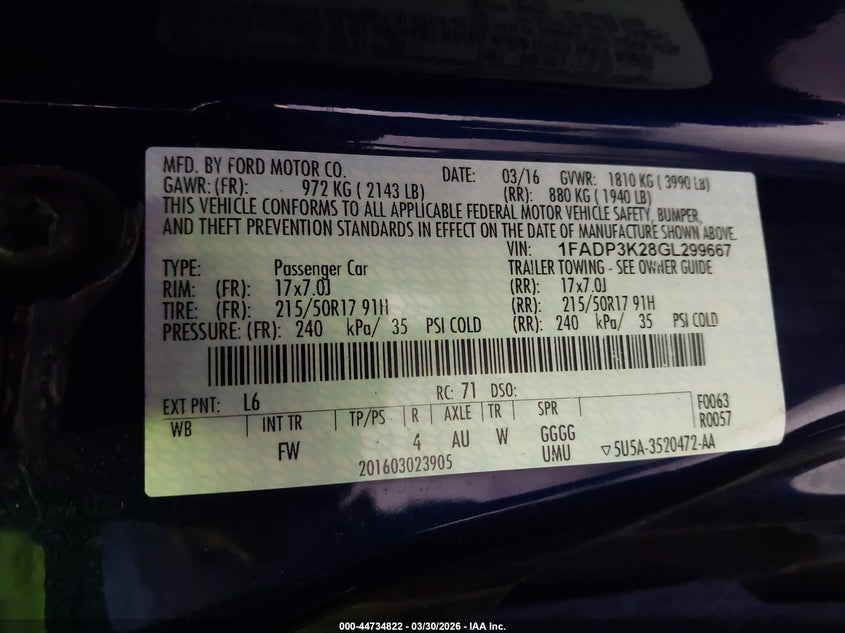 MFD. BY FORD MOTOR CO. DATE: 03/16 GVWR: 1810 KG ( 3990 LB)
GAWR: (FR): 972 KG ( 2143 LB) (RR): 880 KG ( 1940 LB)
THIS VEHICLE CONFORMS TO ALL APPLICABLE FEDERAL MOTOR VEHICLE SAFETY, BUMPER,
AND THEFT PREVENTION STANDARDS IN EFFECT ON THE DATE OF MANUFACTURE SHOWN ABOVE.
VIN: 1FADP3K28GL299667
TYPE: Passenger Car TRAILER TOWING - SEE OWNER GUIDE
RIM: (FR): 17x7.0J (RR): 17x7.0J
TIRE: (FR): 215/50R17 91H (RR): 215/50R17 91H
PRESSURE: (FR): 240 kPa/ 35 PSI COLD (RR): 240 kPa/ 35 PSI COLD
EXT PNT: L6 RC: 71 DSO: F0063
WB INT TR TP/PS R AXLE TR SPR R0057
FW 4 AU W GGGG
201603023905 UMU ▽5U5A-3520472-AA
000-44734822 — 03/30/2026 — IAA Inc.